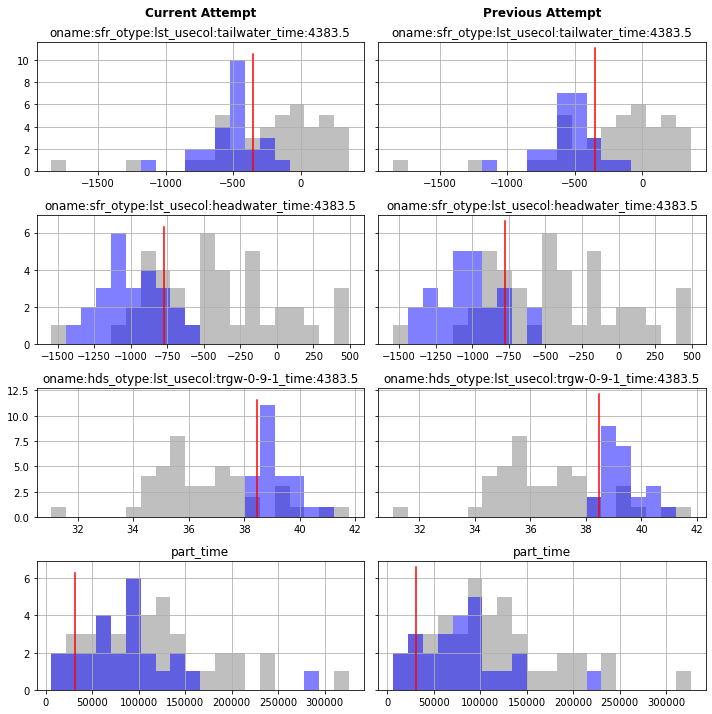 Current Attempt Previous Attempt
oname:sfr_otype:lst_usecol:tailwater_time:4383.5 oname:sfr_otype:lst_usecol:tailwater_time:4383.5
10
8
6
4
2
0
−1500 −1000 −500 0 −1500 −1000 −500 0
oname:sfr_otype:lst_usecol:headwater_time:4383.5 oname:sfr_otype:lst_usecol:headwater_time:4383.5
6
4
2
0
−1500 −1250 −1000 −750 −500 −250 0 250 500 −1500 −1250 −1000 −750 −500 −250 0 250 500
oname:hds_otype:lst_usecol:trgw-0-9-1_time:4383.5 oname:hds_otype:lst_usecol:trgw-0-9-1_time:4383.5
12.5
10.0
7.5
5.0
2.5
0.0
32 34 36 38 40 42 32 34 36 38 40 42
part_time part_time
6
4
2
0
0 50000 100000 150000 200000 250000 300000 0 50000 100000 150000 200000 250000 300000